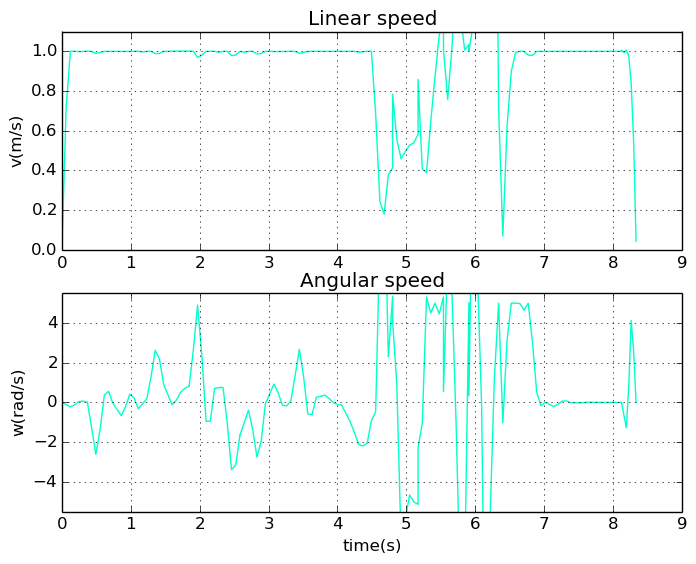 Linear speed
1.0
0.8
0.6
0.4
0.2
0.0
v(m/s)
0 1 2 3 4 5 6 7 8 9
Angular speed
4
2
0
−2
−4
w(rad/s)
0 1 2 3 4 5 6 7 8 9
time(s)